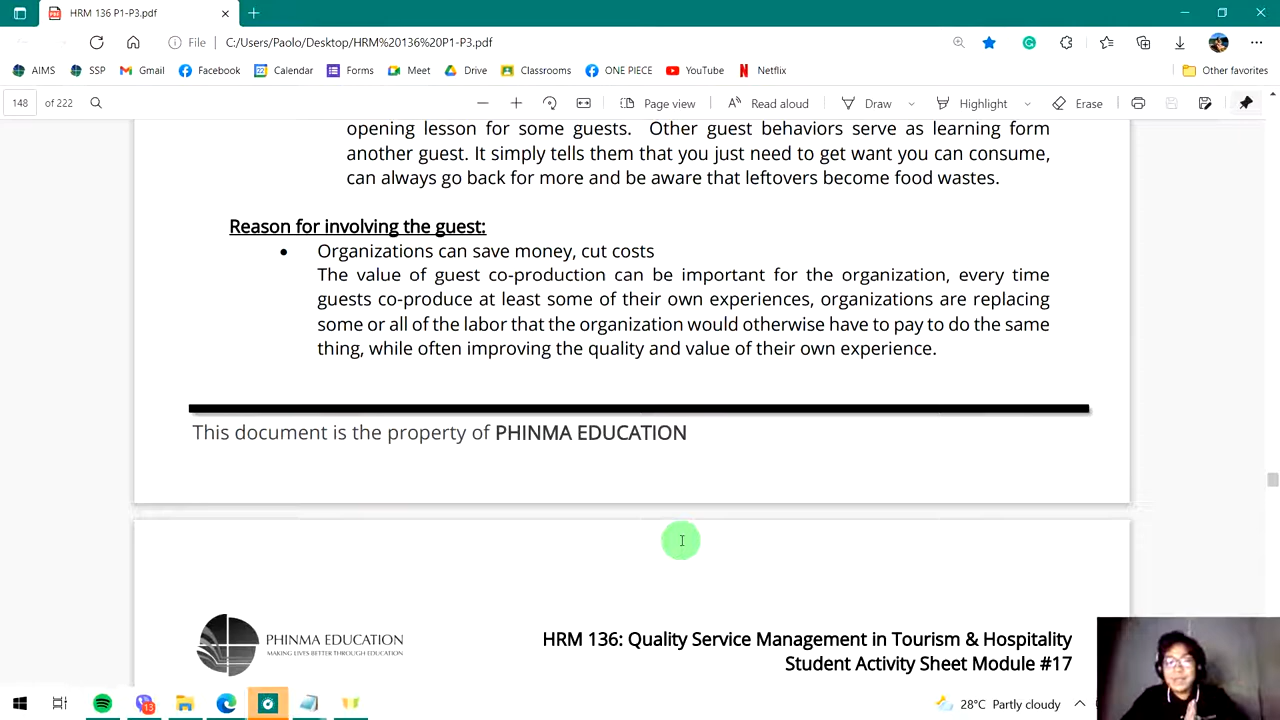 HRM 136 P1-P3.pdf
File C:/Users/Paolo/Desktop/HRM%20136%20P1-P3.pdf
AIMS SSP Gmail Facebook 22 Calendar Forms Meet Drive Classrooms ONE PIECE YouTube Netflix Other favorites
148 of 222 Page view Read aloud Draw Highlight Erase
opening lesson for some guests. Other guest behaviors serve as learning form
another guest. It simply tells them that you just need to get want you can consume,
can always go back for more and be aware that leftovers become food wastes.
Reason for involving the guest:
• Organizations can save money, cut costs
The value of guest co-production can be important for the organization, every time
guests co-produce at least some of their own experiences, organizations are replacing
some or all of the labor that the organization would otherwise have to pay to do the same
thing, while often improving the quality and value of their own experience.
This document is the property of PHINMA EDUCATION
PHINMA EDUCATION
MAKING LIVES BETTER THROUGH EDUCATION
HRM 136: Quality Service Management in Tourism & Hospitality
Student Activity Sheet Module #17
13
28°C Partly cloudy